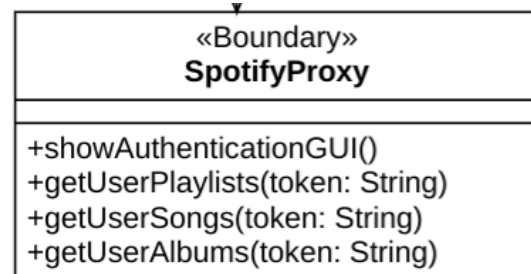 «Boundary»
SpotifyProxy
+showAuthenticationGUI()
+getUserPlaylists(token: String)
+getUserSongs(token: String)
+getUserAlbums(token: String)